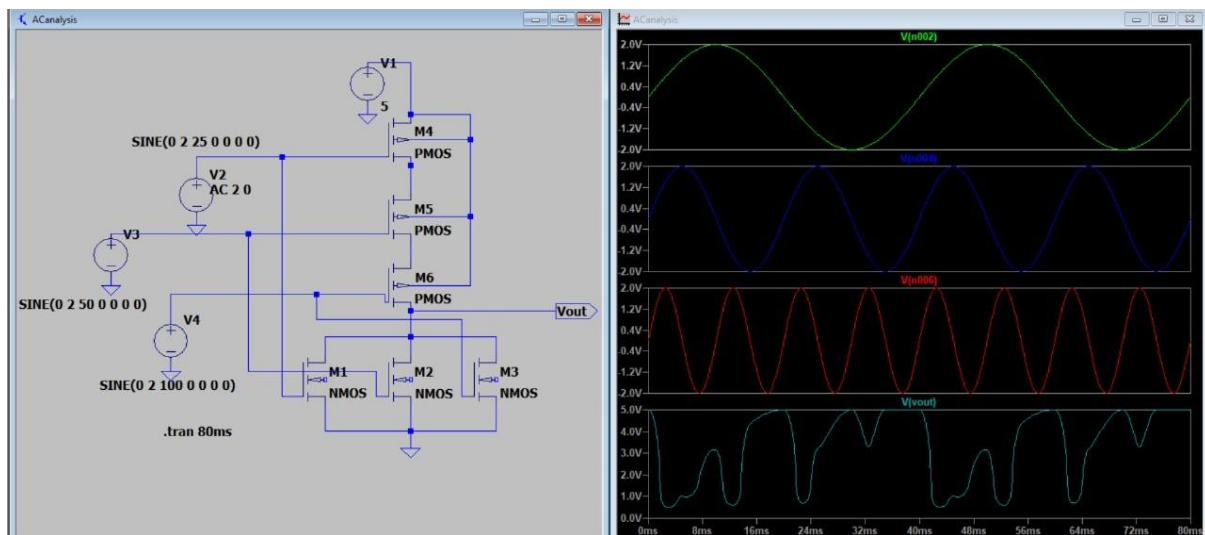 ACanalysis
V1
5
M4
SINE(0 2 25 0 0 0 0)
PMOS
V2
AC 2 0
M5
V3
PMOS
M6
SINE(0 2 50 0 0 0 0)
PMOS
V4
Vout
M1
M2
M3
SINE(0 2 100 0 0 0 0)
NMOS
NMOS
NMOS
.tran 80ms
ACanalysis
V(n002)
2.0V
1.2V
0.4V
-0.4V
-1.2V
-2.0V
V(n004)
2.0V
1.2V
0.4V
-0.4V
-1.2V
-2.0V
V(n006)
2.0V
1.2V
0.4V
-0.4V
-1.2V
-2.0V
V(vout)
5.0V
4.0V
3.0V
2.0V
1.0V
0.0V
0ms 8ms 16ms 24ms 32ms 40ms 48ms 56ms 64ms 72ms 80ms